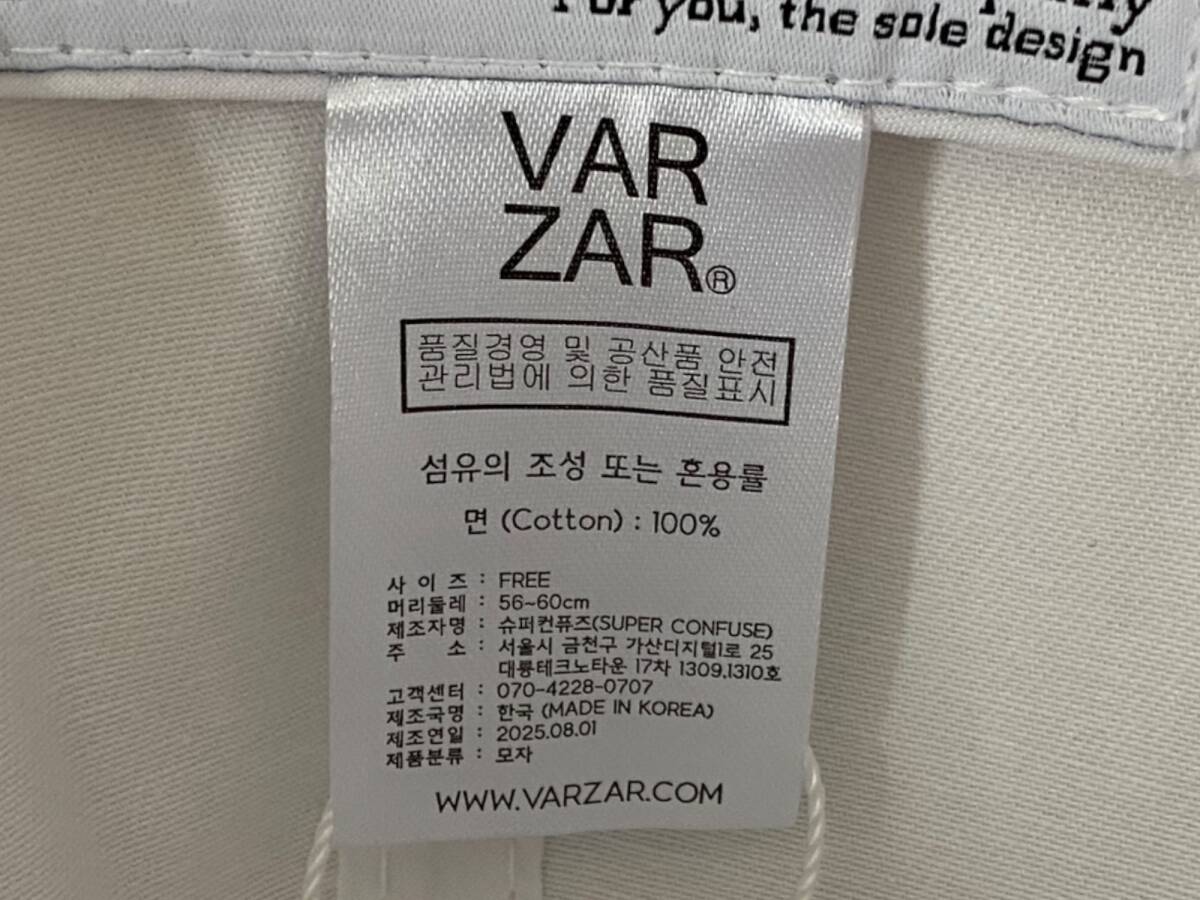 For you, the sole design
VAR
ZAR®
품질경영 및 공산품 안전
관리법에 의한 품질표시
섬유의 조성 또는 혼용률
면 (Cotton) : 100%
사 이 즈 : FREE
머리둘레 : 56~60cm
제조자명 : 슈퍼컨퓨즈(SUPER CONFUSE)
주 소 : 서울시 금천구 가산디지털1로 25
대륭테크노타운 17차 1309,1310호
고객센터 : 070-4228-0707
제조국명 : 한국 (MADE IN KOREA)
제조연일 : 2025.08.01
제품분류 : 모자
WWW.VARZAR.COM